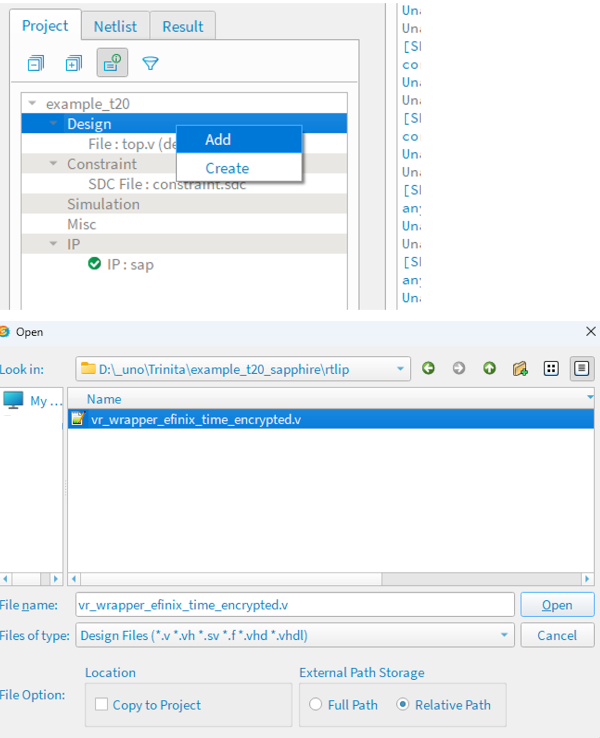 Project Netlist Result
example_t20
Design
File : top.v (de
Add
Constraint
Create
SDC File : constraint.sdc
Simulation
Misc
IP
IP : sap
Una
Una
[SI
co
Una
Una
[SI
co
Una
Una
[SI
any
Una
Una
[SI
any
Una
Open
Look in: D:\_uno\Trinita\example_t20_sapphire\rtlip
My ...
Name
vr_wrapper_efinix_time_encrypted.v
File name: vr_wrapper_efinix_time_encrypted.v Open
Files of type: Design Files (*.v *.vh *.sv *.f *.vhd *.vhdl) Cancel
Location External Path Storage
File Option: Copy to Project Full Path Relative Path